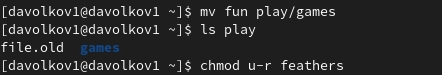 [davolkov1@davolkov1 ~]$ mv fun play/games
[davolkov1@davolkov1 ~]$ ls play
file.old  games
[davolkov1@davolkov1 ~]$ chmod u-r feathers